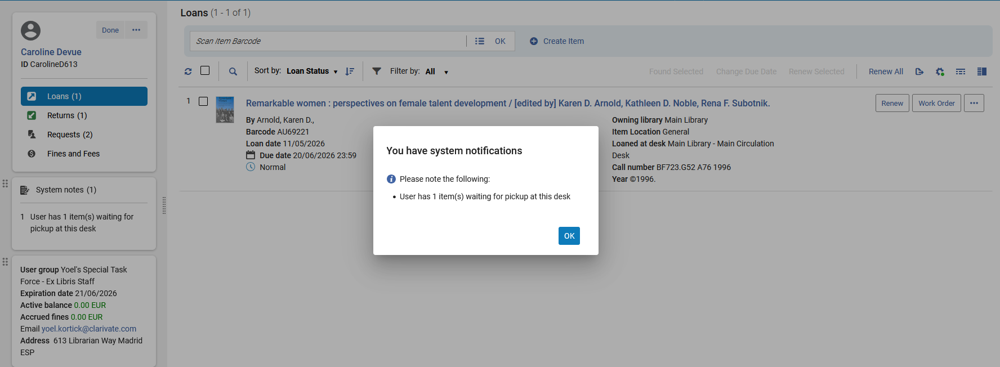 Done
Caroline Devue
ID CarolineD613
Loans (1)
Returns (1)
Requests (2)
Fines and Fees
System notes (1)
1 User has 1 item(s) waiting for
pickup at this desk
User group Yoel's Special Task
Force - Ex Libris Staff
Expiration date 21/06/2026
Active balance 0.00 EUR
Accrued fines 0.00 EUR
Email yoel.kortick@clarivate.com
Address 613 Librarian Way Madrid
ESP
Loans (1 - 1 of 1)
Scan Item Barcode
OK
Create Item
Sort by: Loan Status
Filter by: All
Found Selected
Change Due Date
Renew Selected
Renew All
1
Remarkable women : perspectives on female talent development / [edited by] Karen D. Arnold, Kathleen D. Noble, Rena F. Subotnik.
Renew
Work Order
By Arnold, Karen D.,
Barcode AU69221
Loan date 11/05/2026
Due date 20/06/2026 23:59
Normal
Owning library Main Library
Item Location General
Loaned at desk Main Library - Main Circulation
Desk
Call number BF723.G52 A76 1996
Year ©1996.
You have system notifications
Please note the following:
• User has 1 item(s) waiting for pickup at this desk
OK